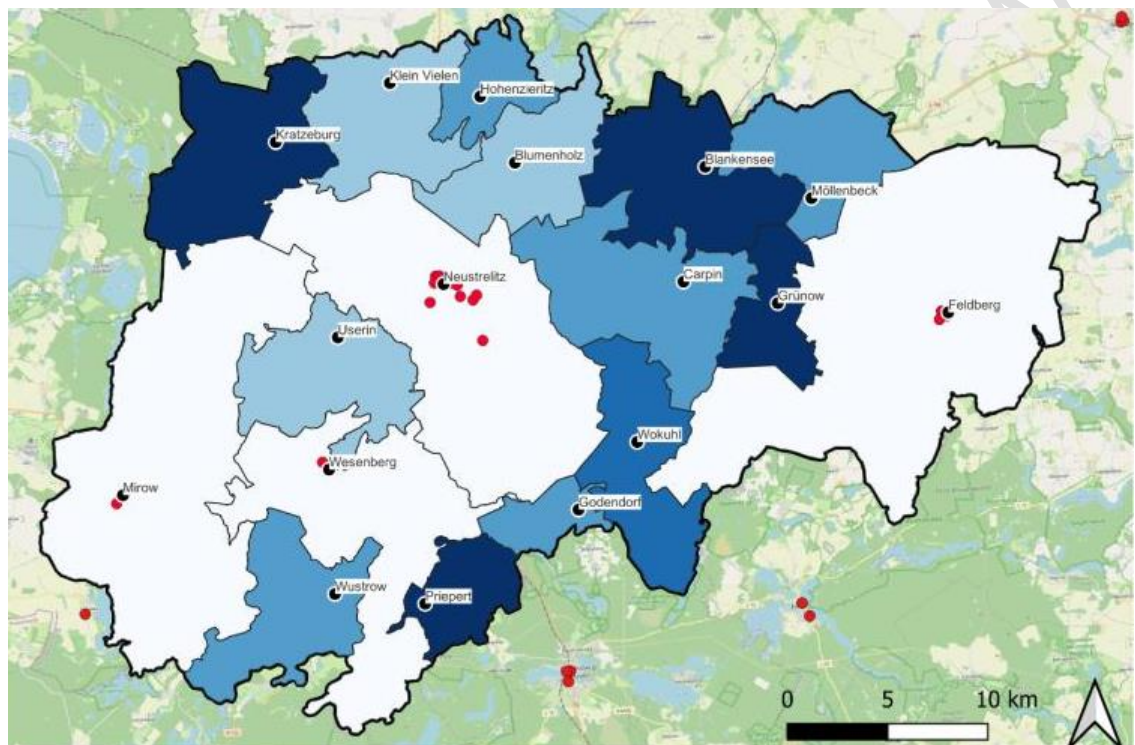 Klein Vielen
Hohenzieritz
Kratzeburg
Blumenholz
Blankensee
Möllenbeck
Neustrelitz
Carpin
Grünow
Feldberg
Userin
Wokuhl
Wesenberg
Mirow
Godendorf
Wustrow
Priepert
0 5 10 km